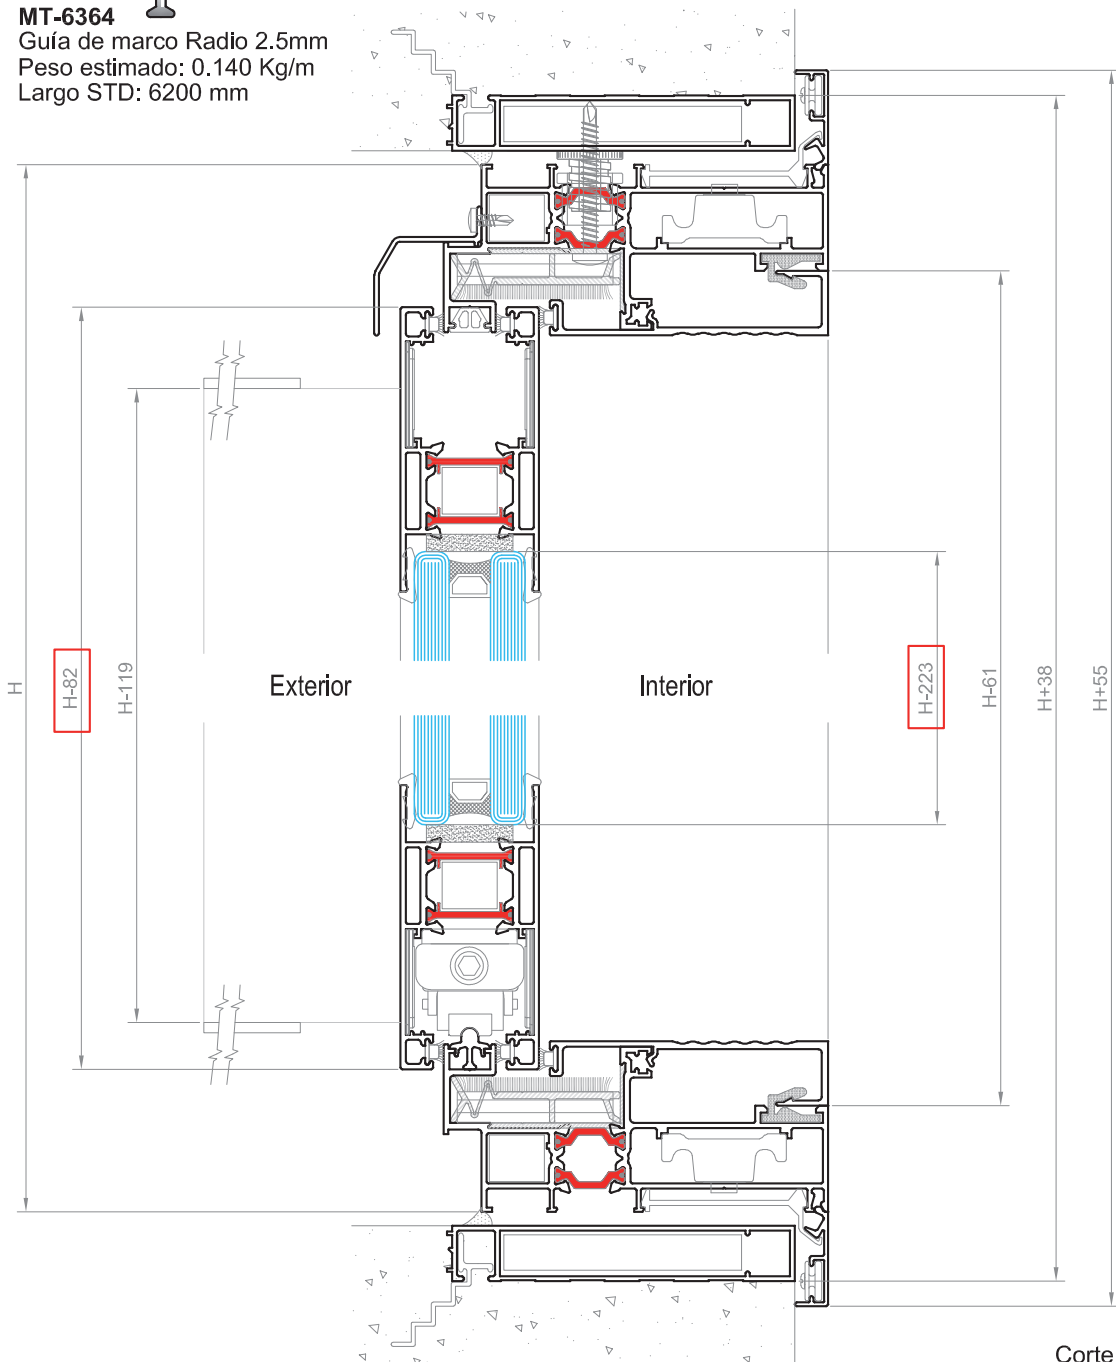 MT-6364
Guía de marco Radio 2.5mm
Peso estimado: 0.140 Kg/m
Largo STD: 6200 mm
H
H-82
H-119
Exterior
Interior
H-223
H-61
H+38
H+55
Corte